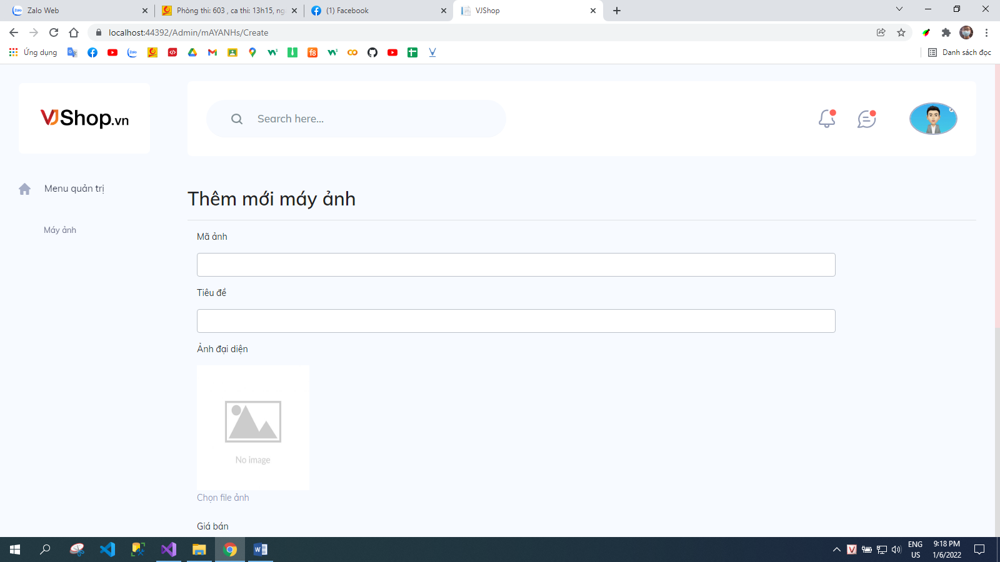 Zalo Web
Phòng thi: 603 , ca thi: 13h15, ng
(1) Facebook
VJShop
localhost:44392/Admin/mAYANHs/Create
Ứng dụng
Danh sách đọc
VJShop.vn
Search here...
Menu quản trị
Máy ảnh
Thêm mới máy ảnh
Mã ảnh
Tiêu đề
Ảnh đại diện
No image
Chọn file ảnh
Giá bán
ENG
US
9:18 PM
1/6/2022